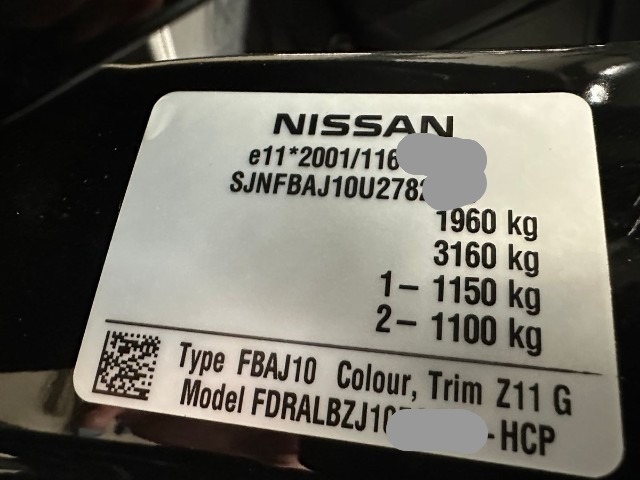 NISSAN
e11*2001/116
SJNFBAJ10U278
1960 kg
3160 kg
1– 1150 kg
2– 1100 kg
Type FBAJ10 Colour, Trim Z11 G
Model FDRALBZJ10 -HCP